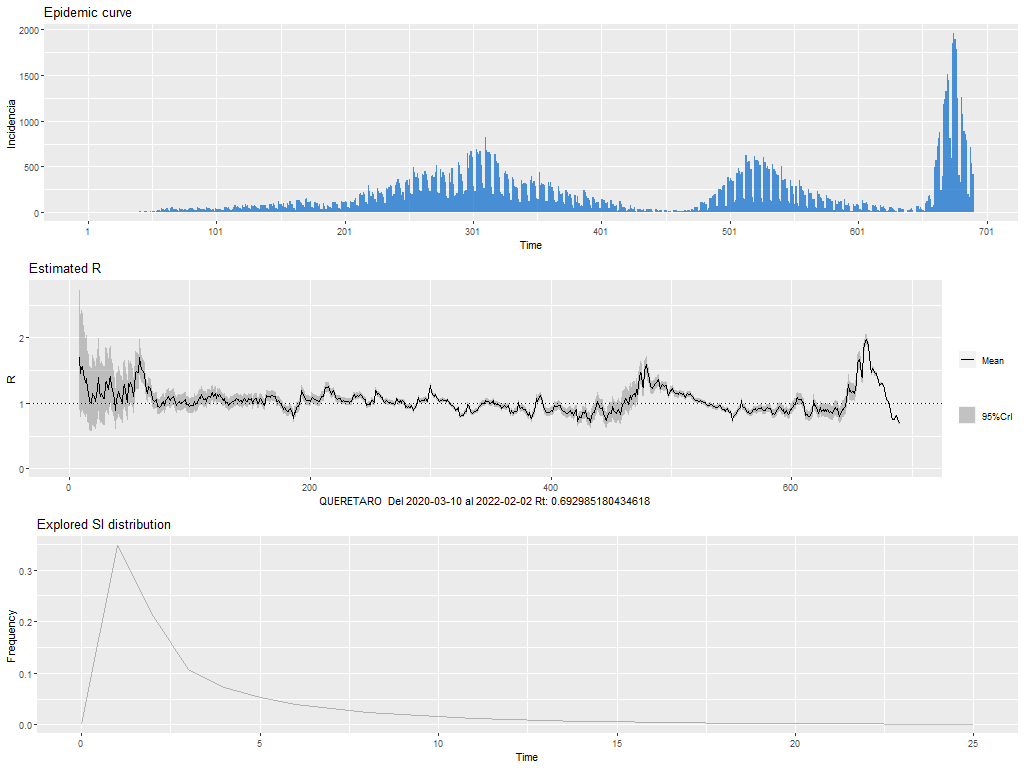 Epidemic curve
2000
1500
1000
500
0
Incidencia
1 101 201 301 401 501 601 701
Time
Estimated R
2
1
0
R
0 200 400 600
QUERETARO Del 2020-03-10 al 2022-02-02 Rt: 0.692985180434618
Mean
95%CrI
Explored SI distribution
0.3
0.2
0.1
0.0
Frequency
0 5 10 15 20 25
Time